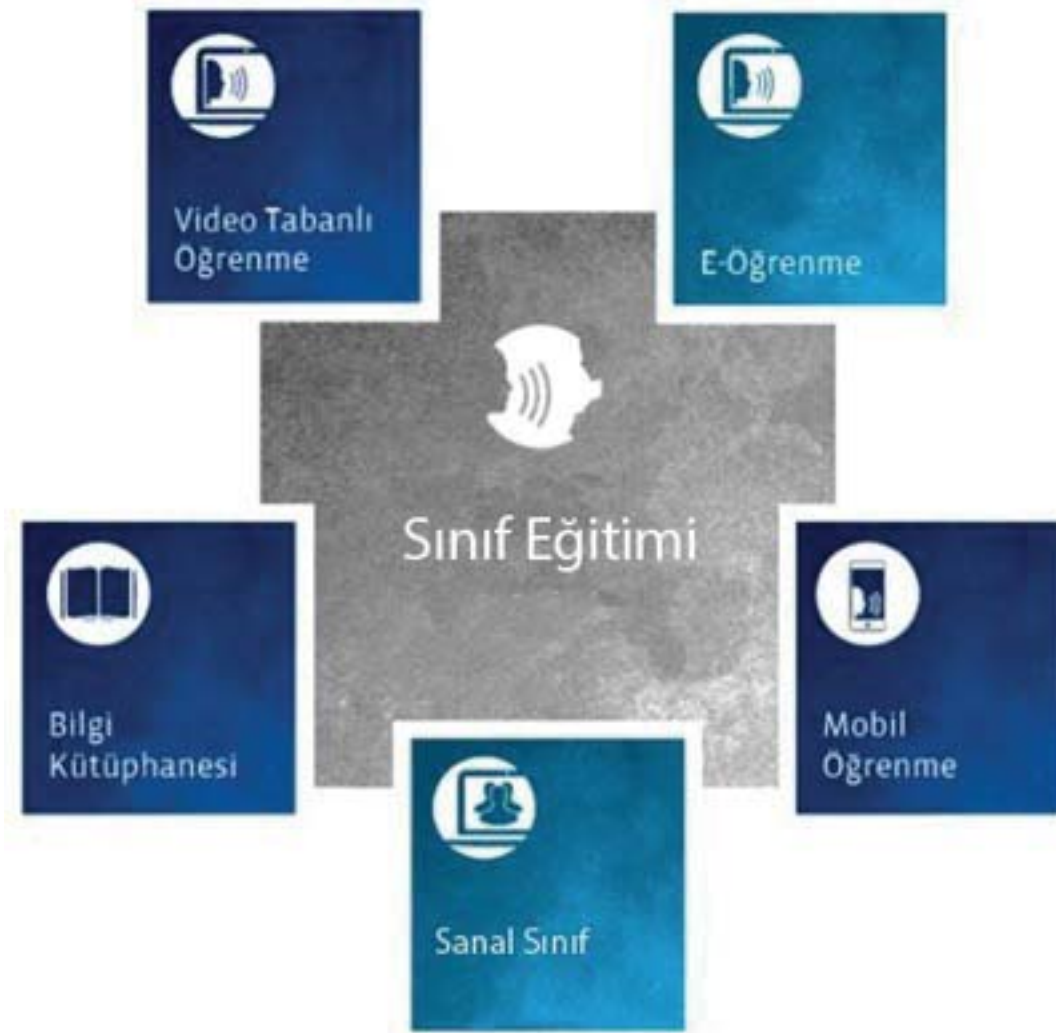 Video Tabanlı
Öğrenme
E-Öğrenme
Sınıf Eğitimi
Bilgi
Kütüphanesi
Mobil
Öğrenme
Sanal Sınıf